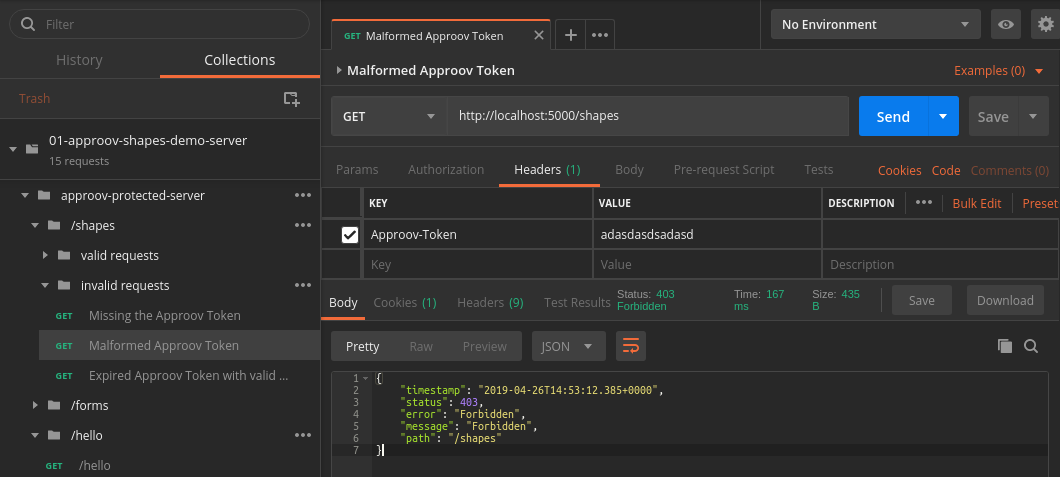 Filter
History
Collections
Trash
01-approov-shapes-demo-server
15 requests
approov-protected-server
/shapes
valid requests
invalid requests
GET Missing the Approov Token
GET Malformed Approov Token
GET Expired Approov Token with valid ...
/forms
/hello
GET /hello
GET Malformed Approov Token
No Environment
Malformed Approov Token
Examples (0)
GET http://localhost:5000/shapes Send Save
Params Authorization Headers (1) Body Pre-request Script Tests Cookies Code Comments (0)
KEY VALUE DESCRIPTION Bulk Edit Preset
Approov-Token adasdasdsadasd
Key Value Description
Body Cookies (1) Headers (9) Test Results Status: 403 Forbidden Time: 167 ms Size: 435 B Save Download
Pretty Raw Preview JSON
1 {
2 "timestamp": "2019-04-26T14:53:12.385+0000",
3 "status": 403,
4 "error": "Forbidden",
5 "message": "Forbidden",
6 "path": "/shapes"
7 }